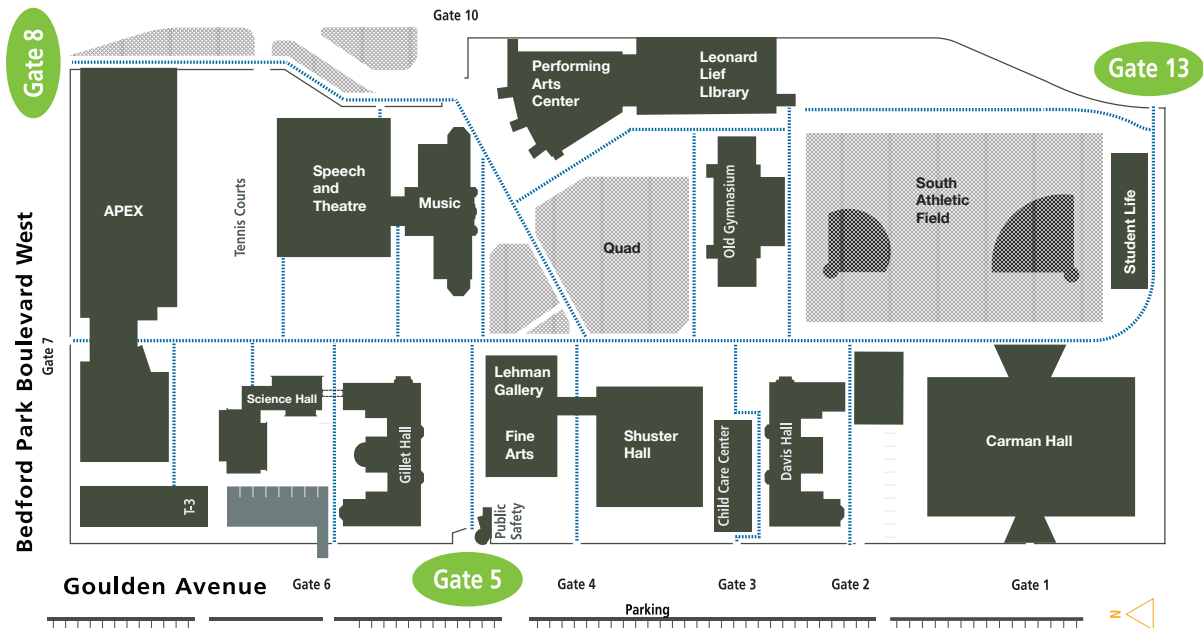 Gate 10
Gate 8
Gate 13
Performing
Arts
Center
Leonard
Lief
LIbrary
APEX
Tennis Courts
Speech
and
Theatre
Music
Quad
Old Gymnasium
South
Athletic
Field
Student Life
Bedford Park Boulevard West
Gate 7
Science Hall
Gillet Hall
Lehman
Gallery
Fine
Arts
Shuster
Hall
Child Care Center
Davis Hall
Carman Hall
T-3
Public
Safety
Goulden Avenue
Gate 6
Gate 5
Gate 4
Gate 3
Gate 2
Gate 1
Parking
N